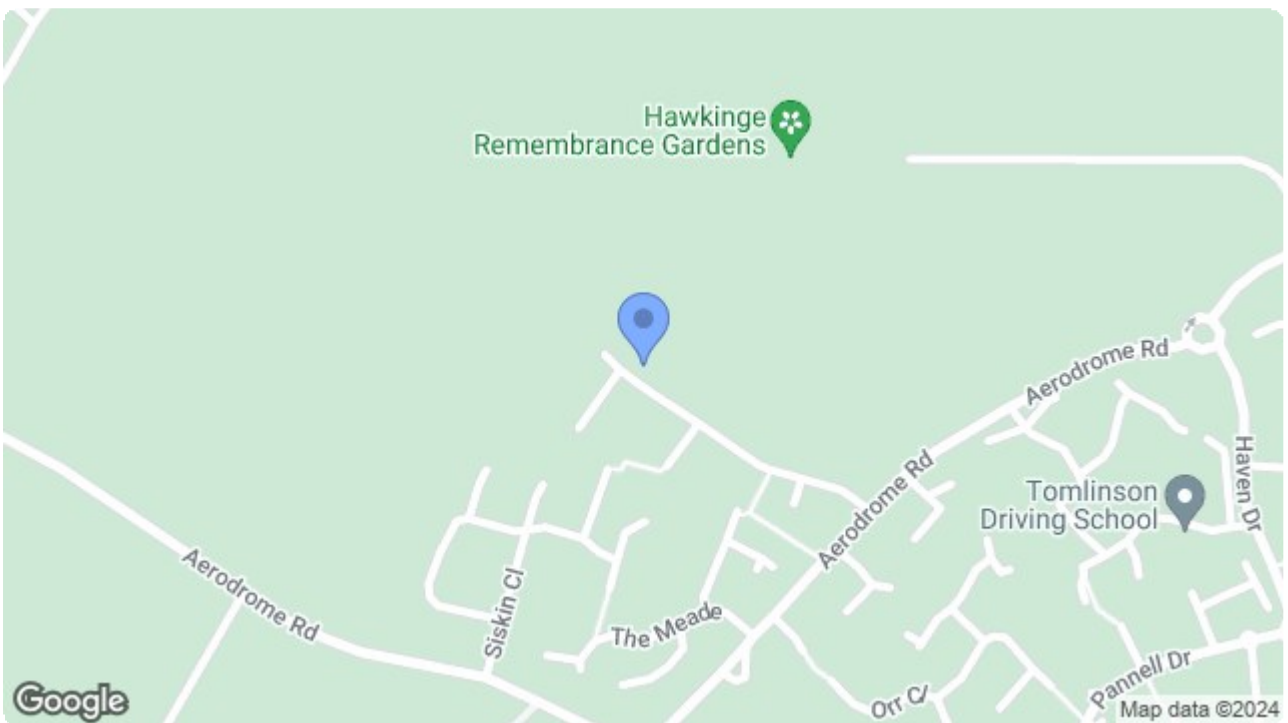 Hawkinge
Remembrance Gardens
Aerodrome Rd
Haven Dr
Tomlinson
Driving School
Aerodrome Rd
Aerodrome Rd
Siskin Cl
The Meade
Orr Cl
Pannell Dr
Google
Map data ©2024